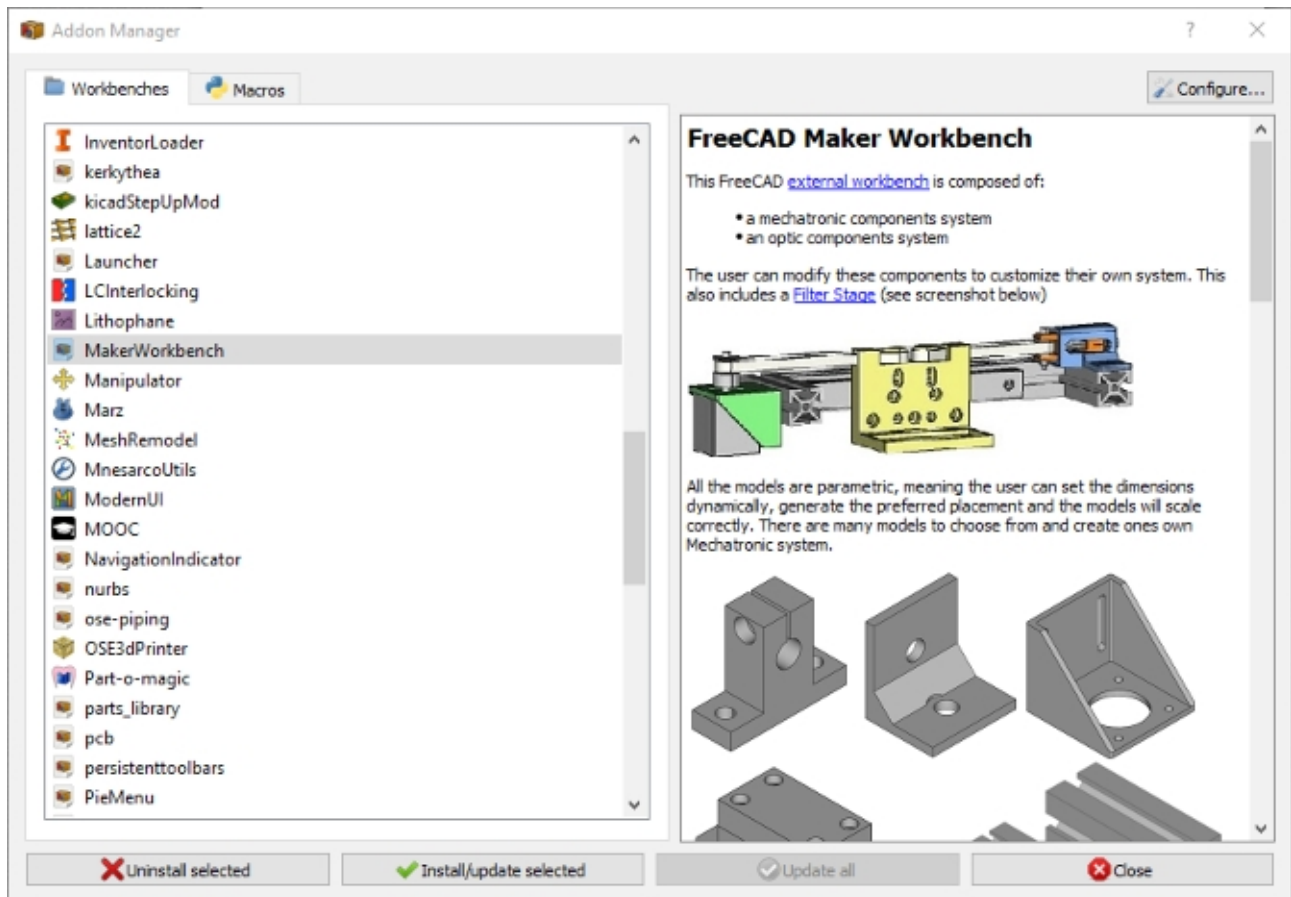 Addon Manager
?
Workbenches
Macros
Configure...
InventorLoader
kerkythea
kicadStepUpMod
lattice2
Launcher
LCInterlocking
Lithophane
MakerWorkbench
Manipulator
Marz
MeshRemodel
MnesarcoUtils
ModernUI
MOOC
NavigationIndicator
nurbs
ose-piping
OSE3dPrinter
Part-o-magic
parts_library
pcb
persistenttoolbars
PieMenu
FreeCAD Maker Workbench
This FreeCAD external workbench is composed of:
• a mechatronic components system
• an optic components system
The user can modify these components to customize their own system. This
also includes a Filter Stage (see screenshot below)
All the models are parametric, meaning the user can set the dimensions
dynamically, generate the preferred placement and the models will scale
correctly. There are many models to choose from and create ones own
Mechatronic system.
Uninstall selected
Install/update selected
Update all
Close